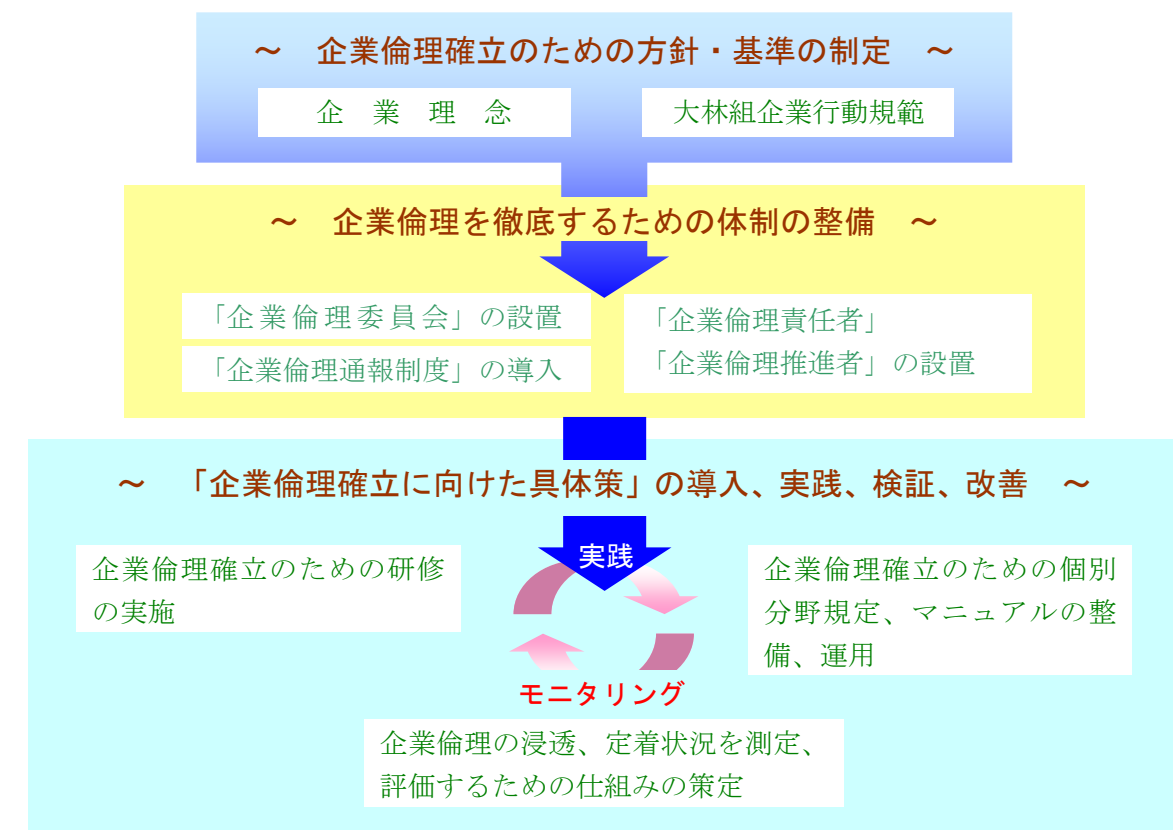 ～　企業倫理確立のための方針・基準の制定　～
企　業　理　念
大林組企業行動規範
～　企業倫理を徹底するための体制の整備　～
「企業倫理委員会」の設置
「企業倫理通報制度」の導入
「企業倫理責任者」
「企業倫理推進者」の設置
～　「企業倫理確立に向けた具体策」の導入、実践、検証、改善　～
実践
企業倫理確立のための研修
の実施
企業倫理確立のための個別
分野規定、マニュアルの整
備、運用
モニタリング
企業倫理の浸透、定着状況を測定、
評価するための仕組みの策定